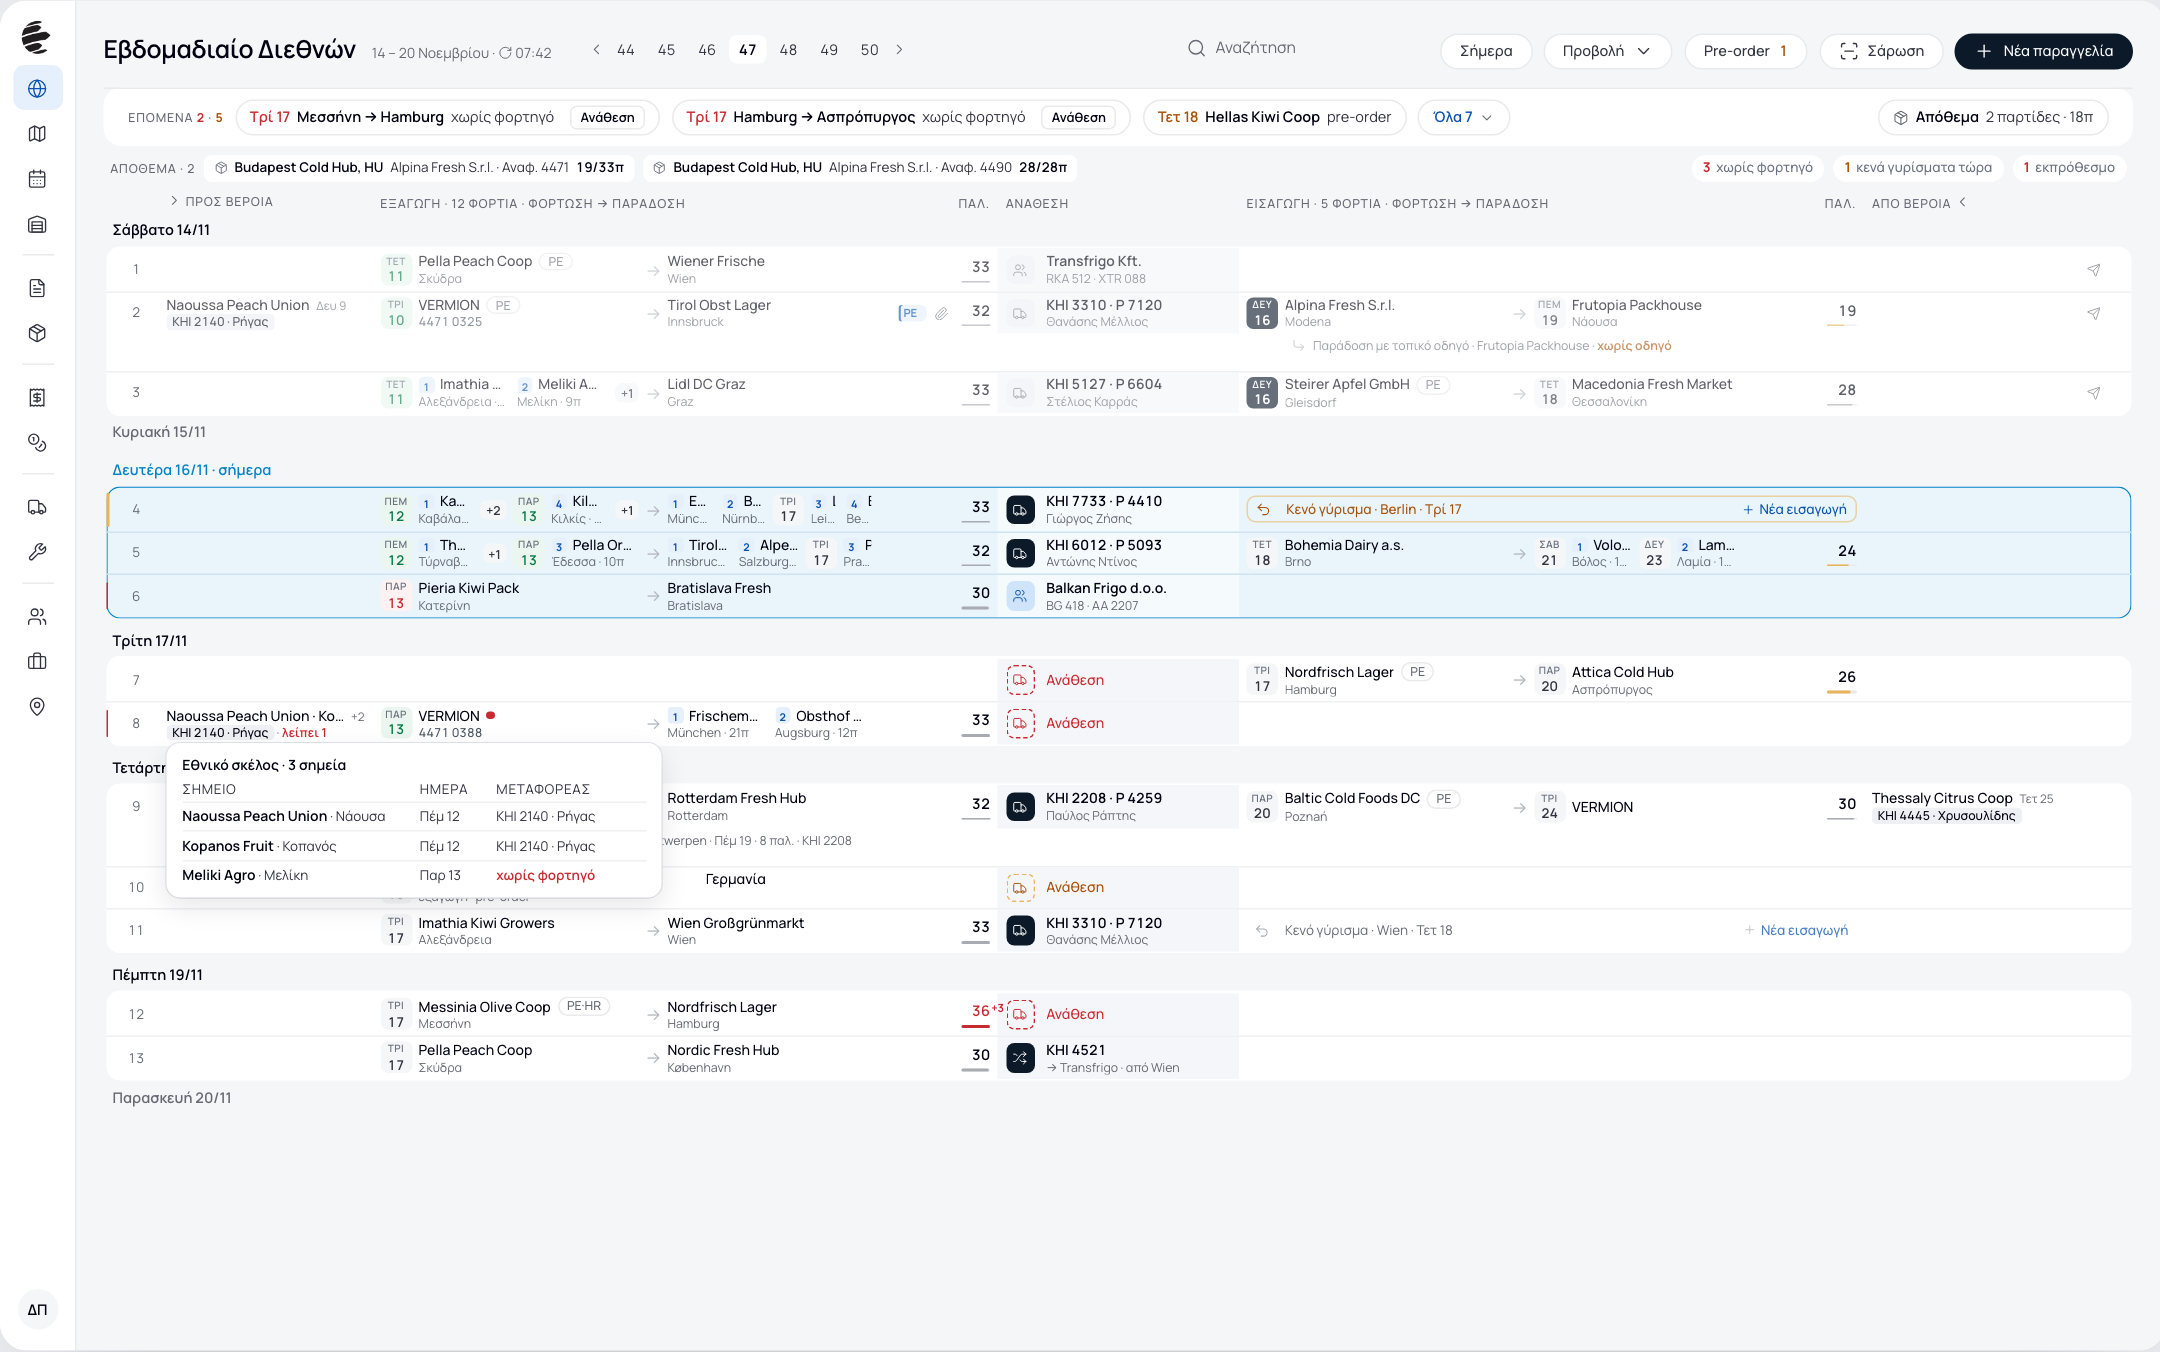 Εβδομαδιαίο Διεθνών 14 – 20 Νοεμβρίου · 07:42 44 45 46 47 48 49 50 Αναζήτηση Σήμερα Προβολή Pre-order 1 Σάρωση + Νέα παραγγελία
ΕΠΟΜΕΝΑ 2 · 5 Τρί 17 Μεσσήνη → Hamburg χωρίς φορτηγό Ανάθεση Τρί 17 Hamburg → Ασπρόπυργος χωρίς φορτηγό Ανάθεση Τετ 18 Hellas Kiwi Coop pre-order Όλα 7 Απόθεμα 2 παρτίδες · 18π
ΑΠΟΘΕΜΑ · 2 Budapest Cold Hub, HU Alpina Fresh S.r.l. · Αναφ. 4471 19/33π Budapest Cold Hub, HU Alpina Fresh S.r.l. · Αναφ. 4490 28/28π 3 χωρίς φορτηγό 1 κενά γυρίσματα τώρα 1 εκπρόθεσμο
ΠΡΟΣ ΒΕΡΟΙΑ ΕΞΑΓΩΓΗ · 12 ΦΟΡΤΙΑ · ΦΟΡΤΩΣΗ → ΠΑΡΑΔΟΣΗ ΠΑΛ. ΑΝΑΘΕΣΗ ΕΙΣΑΓΩΓΗ · 5 ΦΟΡΤΙΑ · ΦΟΡΤΩΣΗ → ΠΑΡΑΔΟΣΗ ΠΑΛ. ΑΠΟ ΒΕΡΟΙΑ
Σάββατο 14/11
1 ΤΕΤ 11 Pella Peach Coop PE → Wiener Frische 33 Transfrigo Kft.
Σκύδρα Wien RKA 512 · XTR 088
2 Naoussa Peach Union Δευ 9 ΤΡΙ 10 VERMION PE → Tirol Obst Lager PE 32 KHI 3310 · P 7120 ΔΕΥ 16 Alpina Fresh S.r.l. → ΠΕΜ 19 Frutopia Packhouse 19
KHI 2140 · Ρήγας 4471 0325 Innsbruck Θανάσης Μέλλιος Modena Νάουσα
Παράδοση με τοπικό οδηγό · Frutopia Packhouse · χωρίς οδηγό
3 ΤΕΤ 11 1 Imathia ... 2 Meliki A... +1 → Lidl DC Graz 33 KHI 5127 · P 6604 ΔΕΥ 16 Steirer Apfel GmbH PE → ΤΕΤ 18 Macedonia Fresh Market 28
Αλεξάνδρεια ·... Μελίκη · 9π Graz Στέλιος Καρράς Gleisdorf Θεσσαλονίκη
Κυριακή 15/11
Δευτέρα 16/11 · σήμερα
4 ΠΕΜ 12 1 Ka... +2 ΠΑΡ 13 4 Kil... +1 → 1 E... 2 B... ΤΡΙ 17 3 4 33 KHI 7733 · P 4410 Κενό γύρισμα · Berlin · Τρί 17 + Νέα εισαγωγή
Καβάλα... Κιλκίς · ... Münc... Nürnb... Lei... Be... Γιώργος Ζήσης
5 ΠΕΜ 12 1 Th... +1 ΠΑΡ 13 3 Pella Or... → 1 Tirol... 2 Alpe... ΤΡΙ 17 3 32 KHI 6012 · P 5093 ΤΕΤ 18 Bohemia Dairy a.s. → ΣΑΒ 21 1 Volo... ΔΕΥ 23 2 Lam... 24
Τύρναβ... Έδεσσα · 10π Innsbruc... Salzburg... Pra... Αντώνης Ντίνος Brno Βόλος · 1... Λαμία · 1...
6 ΠΑΡ 13 Pieria Kiwi Pack → Bratislava Fresh 30 Balkan Frigo d.o.o.
Κατερίνη Bratislava BG 418 · AA 2207
Τρίτη 17/11
7 Ανάθεση ΤΡΙ 17 Nordfrisch Lager PE → ΠΑΡ 20 Attica Cold Hub 26
Hamburg Ασπρόπυργος
8 Naoussa Peach Union · Ko... +2 ΠΑΡ 13 VERMION → 1 Frischem... 2 Obsthof ... 33 Ανάθεση
KHI 2140 · Ρήγας · λείπει 1 4471 0388 München · 21π Augsburg · 12π
Τετάρτη
Εθνικό σκέλος · 3 σημεία
ΣΗΜΕΙΟ ΗΜΕΡΑ ΜΕΤΑΦΟΡΕΑΣ
Naoussa Peach Union · Νάουσα Πέμ 12 KHI 2140 · Ρήγας
Kopanos Fruit · Κοπανός Πέμ 12 KHI 2140 · Ρήγας
Meliki Agro · Μελίκη Παρ 13 χωρίς φορτηγό
9 Rotterdam Fresh Hub 32 KHI 2208 · P 4259 ΠΑΡ 20 Baltic Cold Foods DC PE → ΤΡΙ 24 VERMION 30 Thessaly Citrus Coop Τετ 25
Rotterdam Παύλος Ράπτης Poznań KHI 4445 · Χρυσουλίδης
twerpen · Πέμ 19 · 8 παλ. · KHI 2208
10 Γερμανία Ανάθεση
εξαγωγή · pre-order
11 ΤΡΙ 17 Imathia Kiwi Growers → Wien Großgrünmarkt 33 KHI 3310 · P 7120 Κενό γύρισμα · Wien · Τετ 18 + Νέα εισαγωγή
Αλεξάνδρεια Wien Θανάσης Μέλλιος
Πέμπτη 19/11
12 ΤΡΙ 17 Messinia Olive Coop PE·HR → Nordfrisch Lager 36 +3 Ανάθεση
Μεσσήνη Hamburg
13 ΤΡΙ 17 Pella Peach Coop → Nordic Fresh Hub 30 KHI 4521
Σκύδρα København → Transfrigo · από Wien
Παρασκευή 20/11
ΔΠ